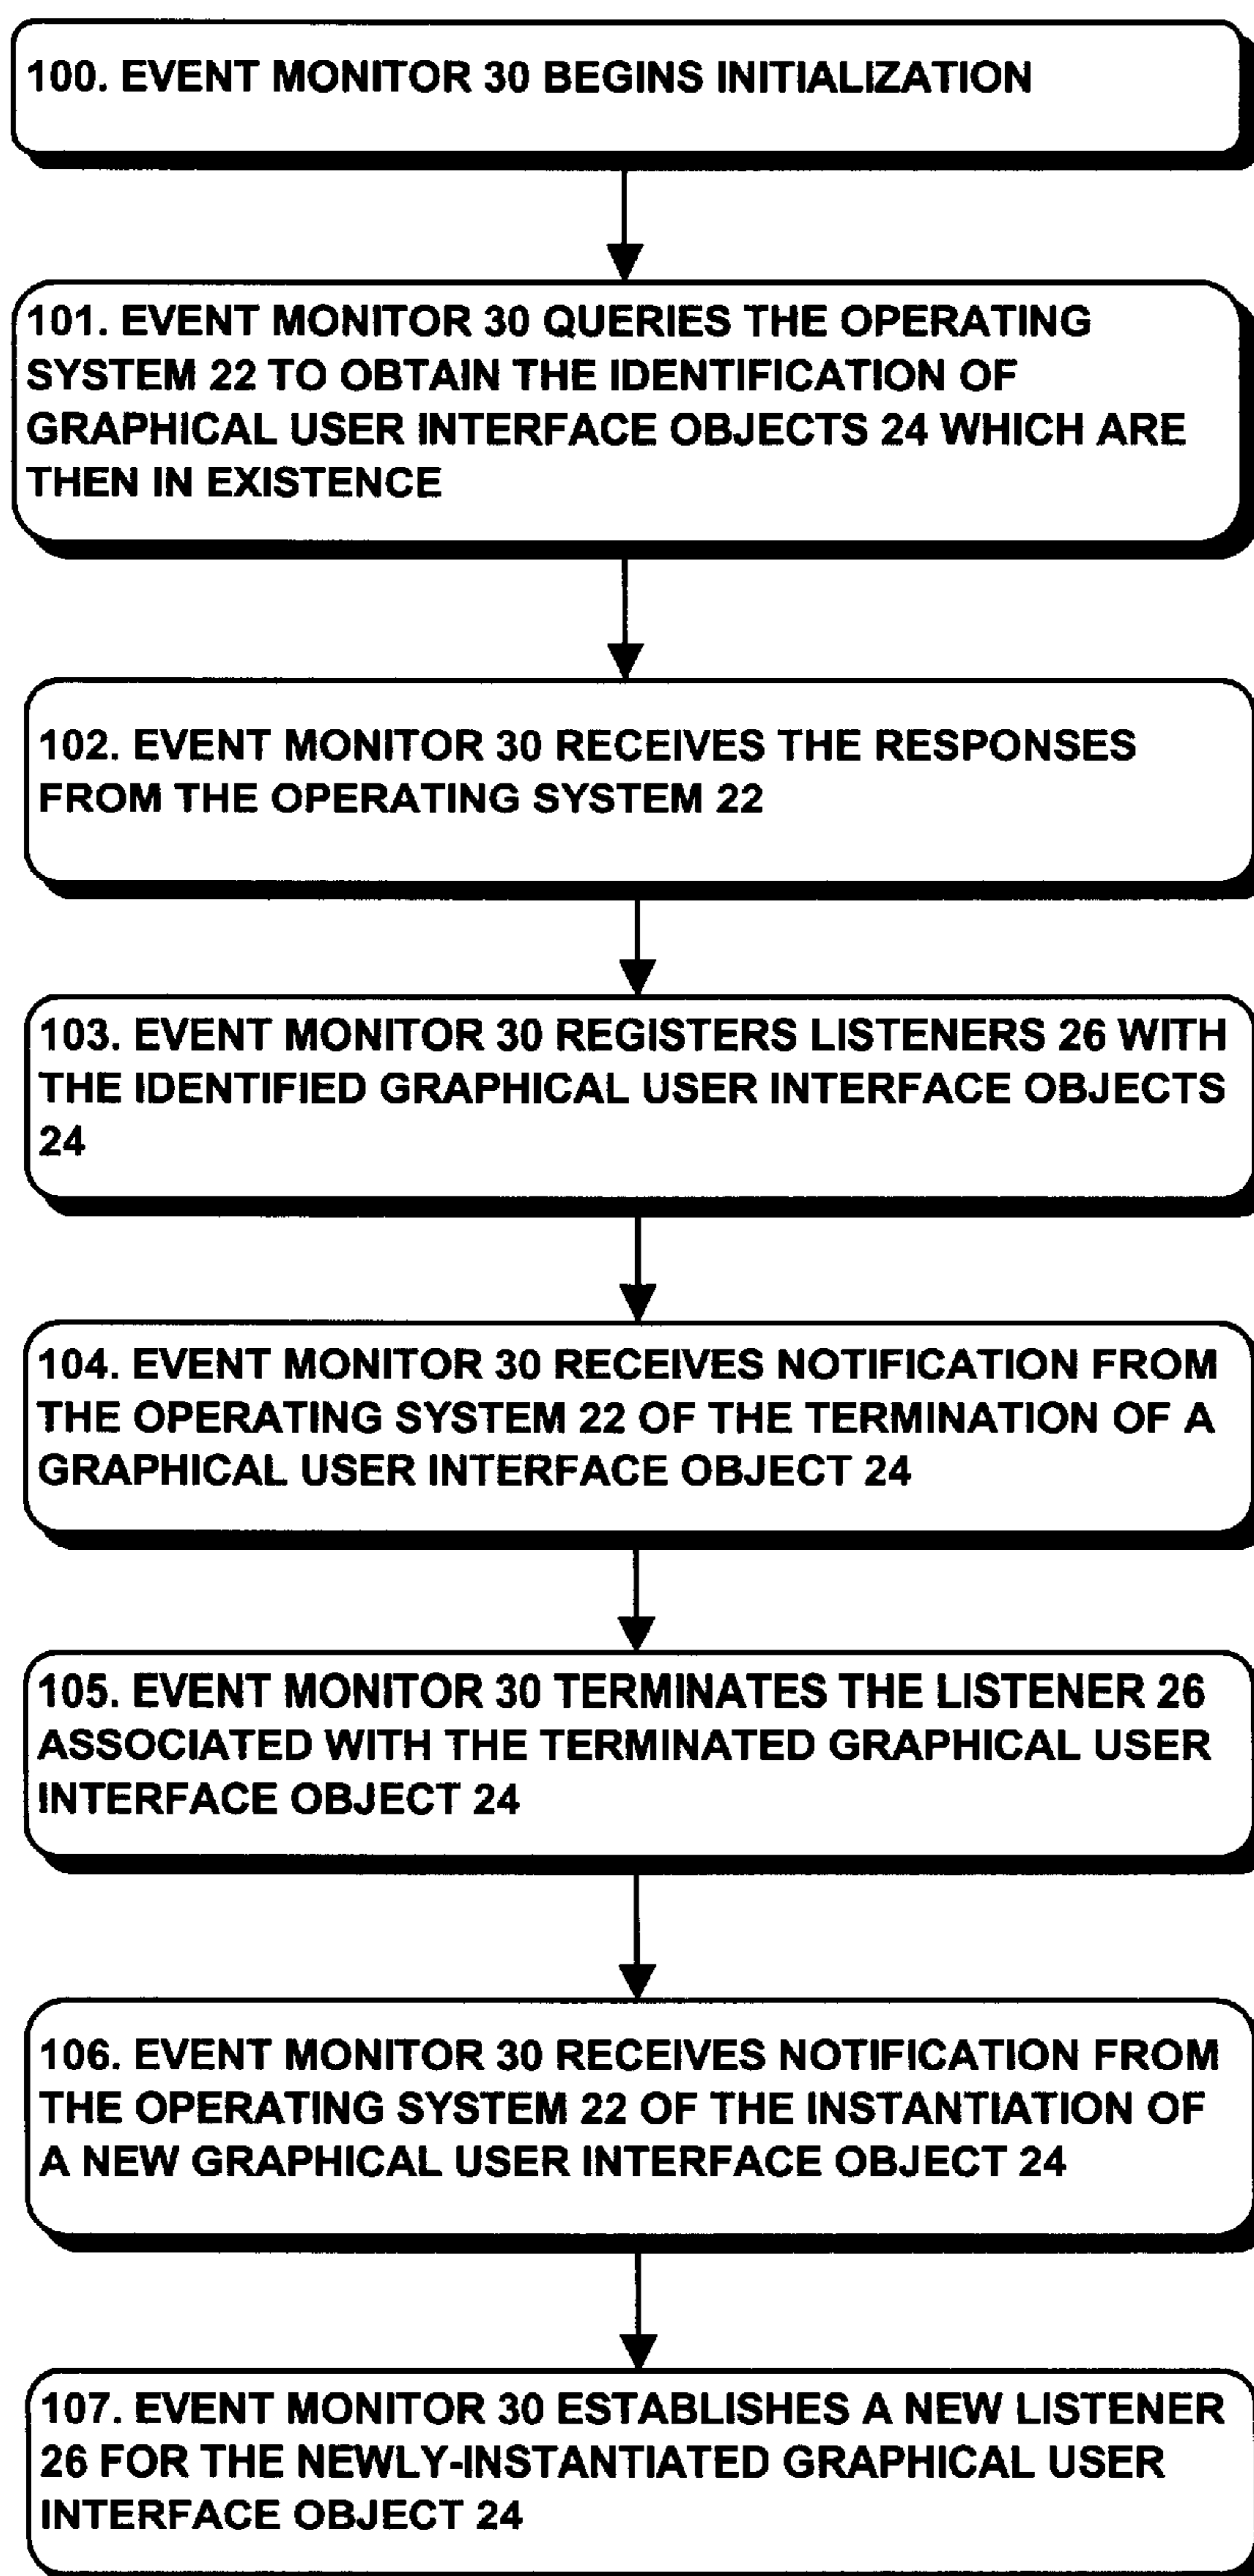 100. EVENT MONITOR 30 BEGINS INITIALIZATION
101. EVENT MONITOR 30 QUERIES THE OPERATING
SYSTEM 22 TO OBTAIN THE IDENTIFICATION OF
GRAPHICAL USER INTERFACE OBJECTS 24 WHICH ARE
THEN IN EXISTENCE
102. EVENT MONITOR 30 RECEIVES THE RESPONSES
FROM THE OPERATING SYSTEM 22
103. EVENT MONITOR 30 REGISTERS LISTENERS 26 WITH
THE IDENTIFIED GRAPHICAL USER INTERFACE OBJECTS
24
104. EVENT MONITOR 30 RECEIVES NOTIFICATION FROM
THE OPERATING SYSTEM 22 OF THE TERMINATION OF A
GRAPHICAL USER INTERFACE OBJECT 24
105. EVENT MONITOR 30 TERMINATES THE LISTENER 26
ASSOCIATED WITH THE TERMINATED GRAPHICAL USER
INTERFACE OBJECT 24
106. EVENT MONITOR 30 RECEIVES NOTIFICATION FROM
THE OPERATING SYSTEM 22 OF THE INSTANTIATION OF
A NEW GRAPHICAL USER INTERFACE OBJECT 24
107. EVENT MONITOR 30 ESTABLISHES A NEW LISTENER
26 FOR THE NEWLY-INSTANTIATED GRAPHICAL USER
INTERFACE OBJECT 24